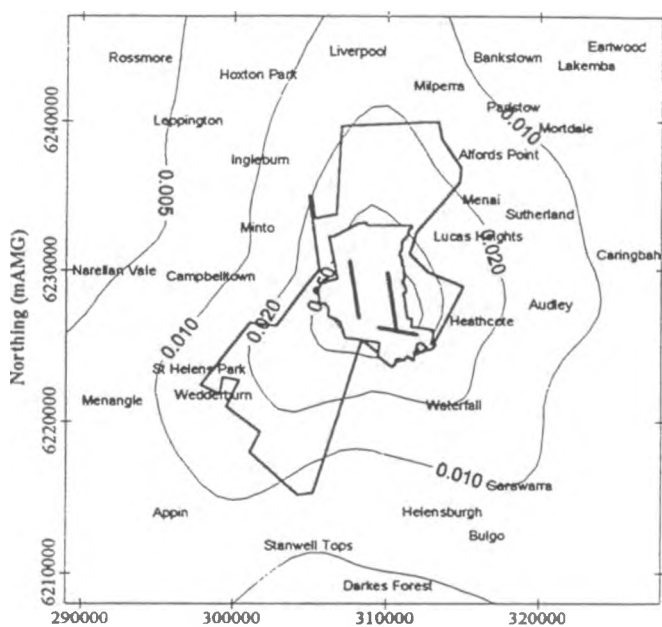 Rossmore
Liverpool
Bankstown
Earlwood
Lakemba
Hoxton Park
Milperra
Padstow
6240000
Leppington
0.010
Mortdale
Ingleburn
Alfords Point
0.005
Menai
Sutherland
Minto
Lucas Heights
0.020
Caringbah
Northing (mAMG)
6230000
Narellan Vale
Campbelltown
0.010
0.020
Audley
Heathcote
St Helens Park
Wedderburn
Menangle
Waterfall
6220000
0.010
Garawarra
Appin
Helensburgh
Bulgo
Stanwell Tops
6210000
Darkes Forest
290000
300000
310000
320000